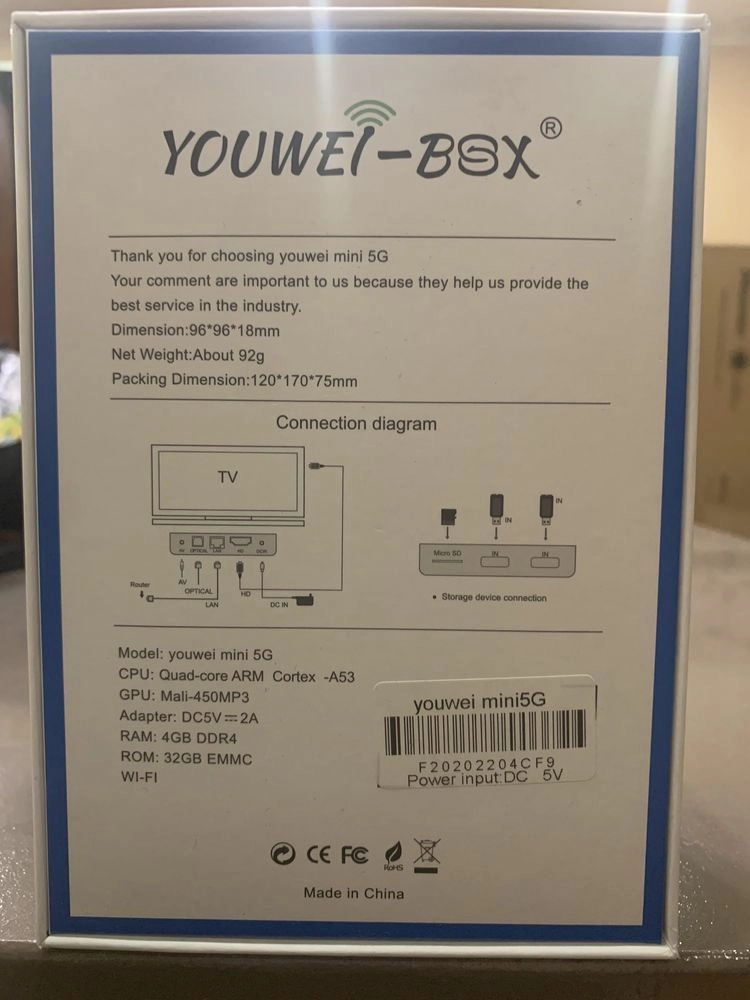 YOUWEI-BOX®
Thank you for choosing youwei mini 5G
Your comment are important to us because they help us provide the
best service in the industry.
Dimension:96*96*18mm
Net Weight:About 92g
Packing Dimension:120*170*75mm
Connection diagram
TV
AV OPTICAL LAN HD DCIN
Router
AV
OPTICAL
LAN
HD
DC IN
IN
IN
Micro SD IN IN
• Storage device connection
Model: youwei mini 5G
CPU: Quad-core ARM Cortex -A53
GPU: Mali-450MP3
Adapter: DC5V⎓2A
RAM: 4GB DDR4
ROM: 32GB EMMC
WI-FI
youwei mini5G
F20202204CF9
Power input:DC 5V
CE FC RoHS
Made in China